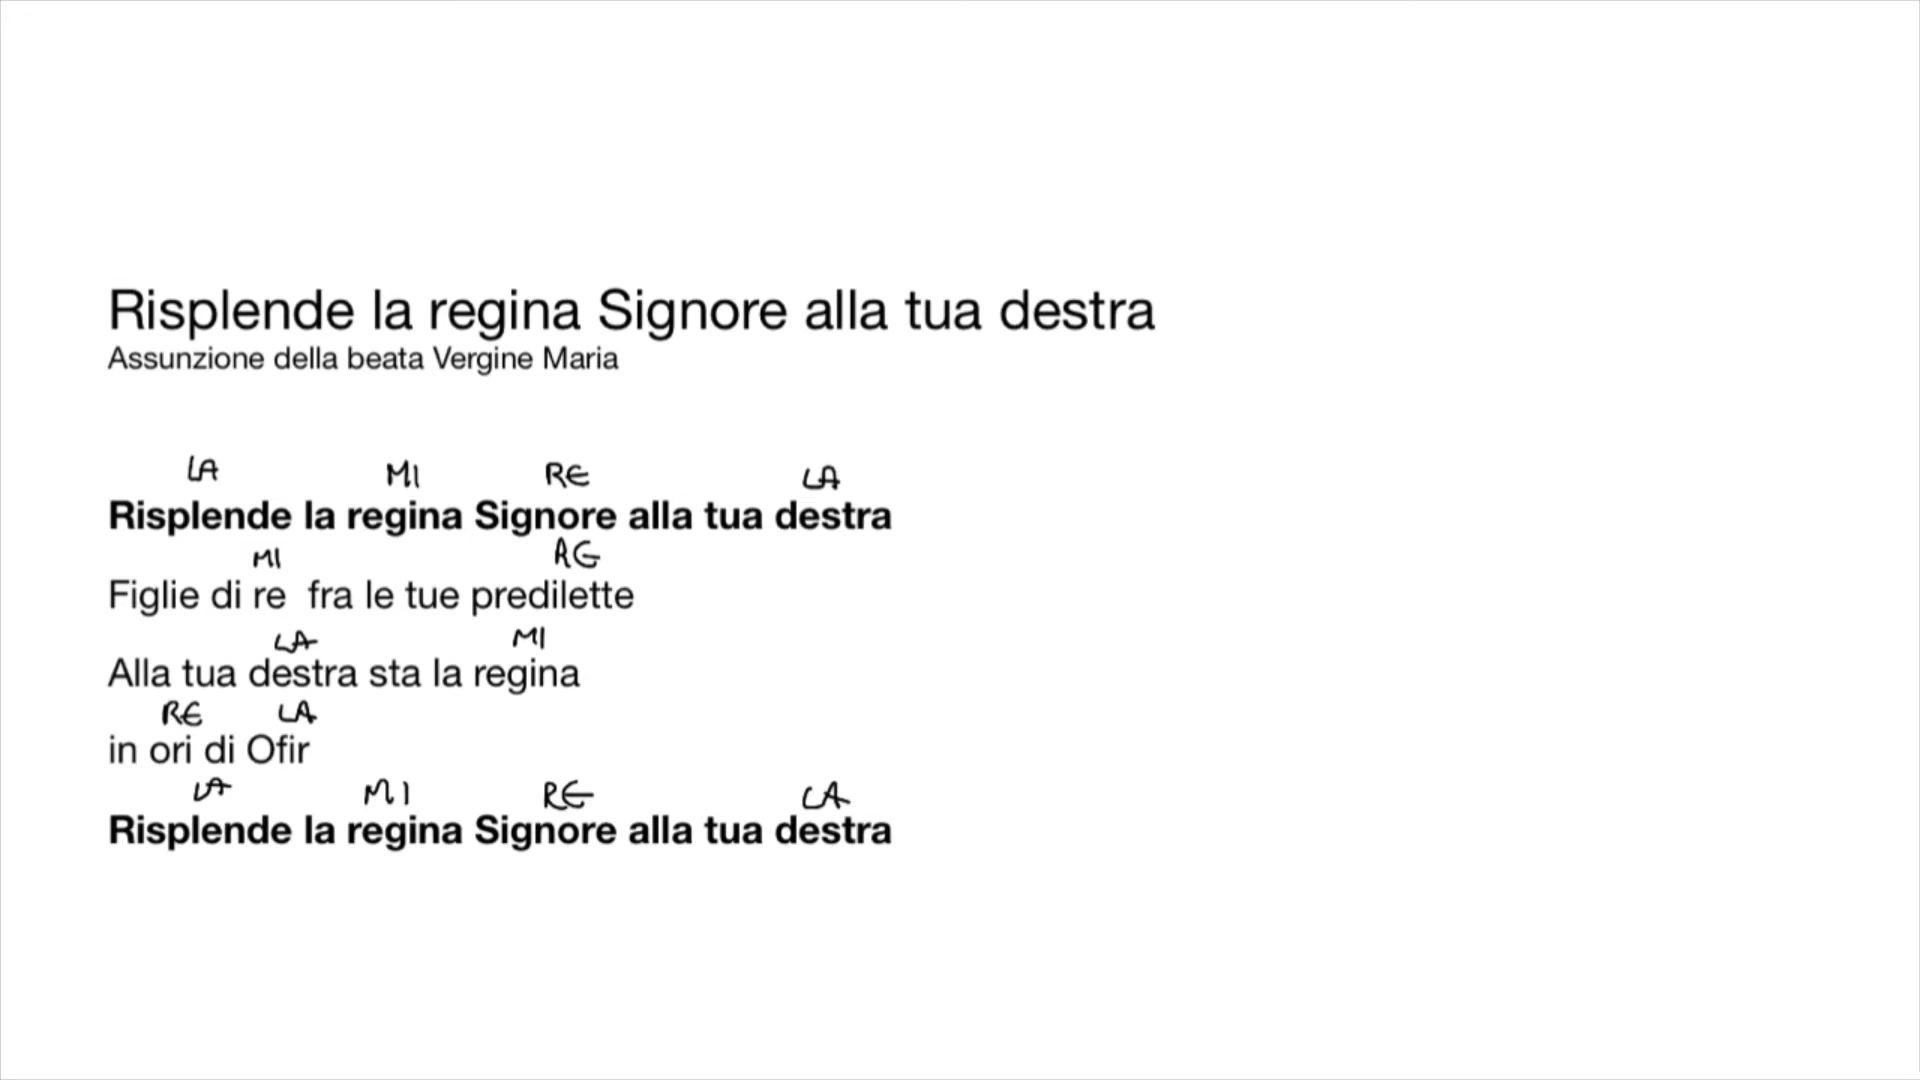 Risplende la regina Signore alla tua destra
Assunzione della beata Vergine Maria
LA MI RE LA
Risplende la regina Signore alla tua destra
MI RE
Figlie di re fra le tue predilette
LA MI
Alla tua destra sta la regina
RE LA
in ori di Ofir
LA MI RE LA
Risplende la regina Signore alla tua destra